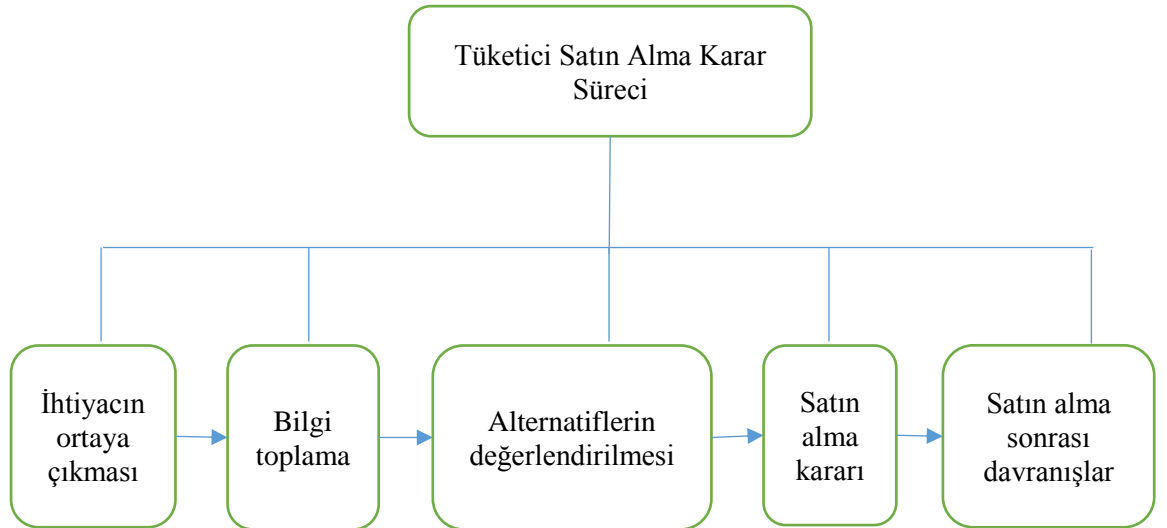 Tüketici Satın Alma Karar
Süreci
İhtiyacın
ortaya
çıkması
Bilgi
toplama
Alternatiflerin
değerlendirilmesi
Satın
alma
kararı
Satın alma
sonrası
davranışlar